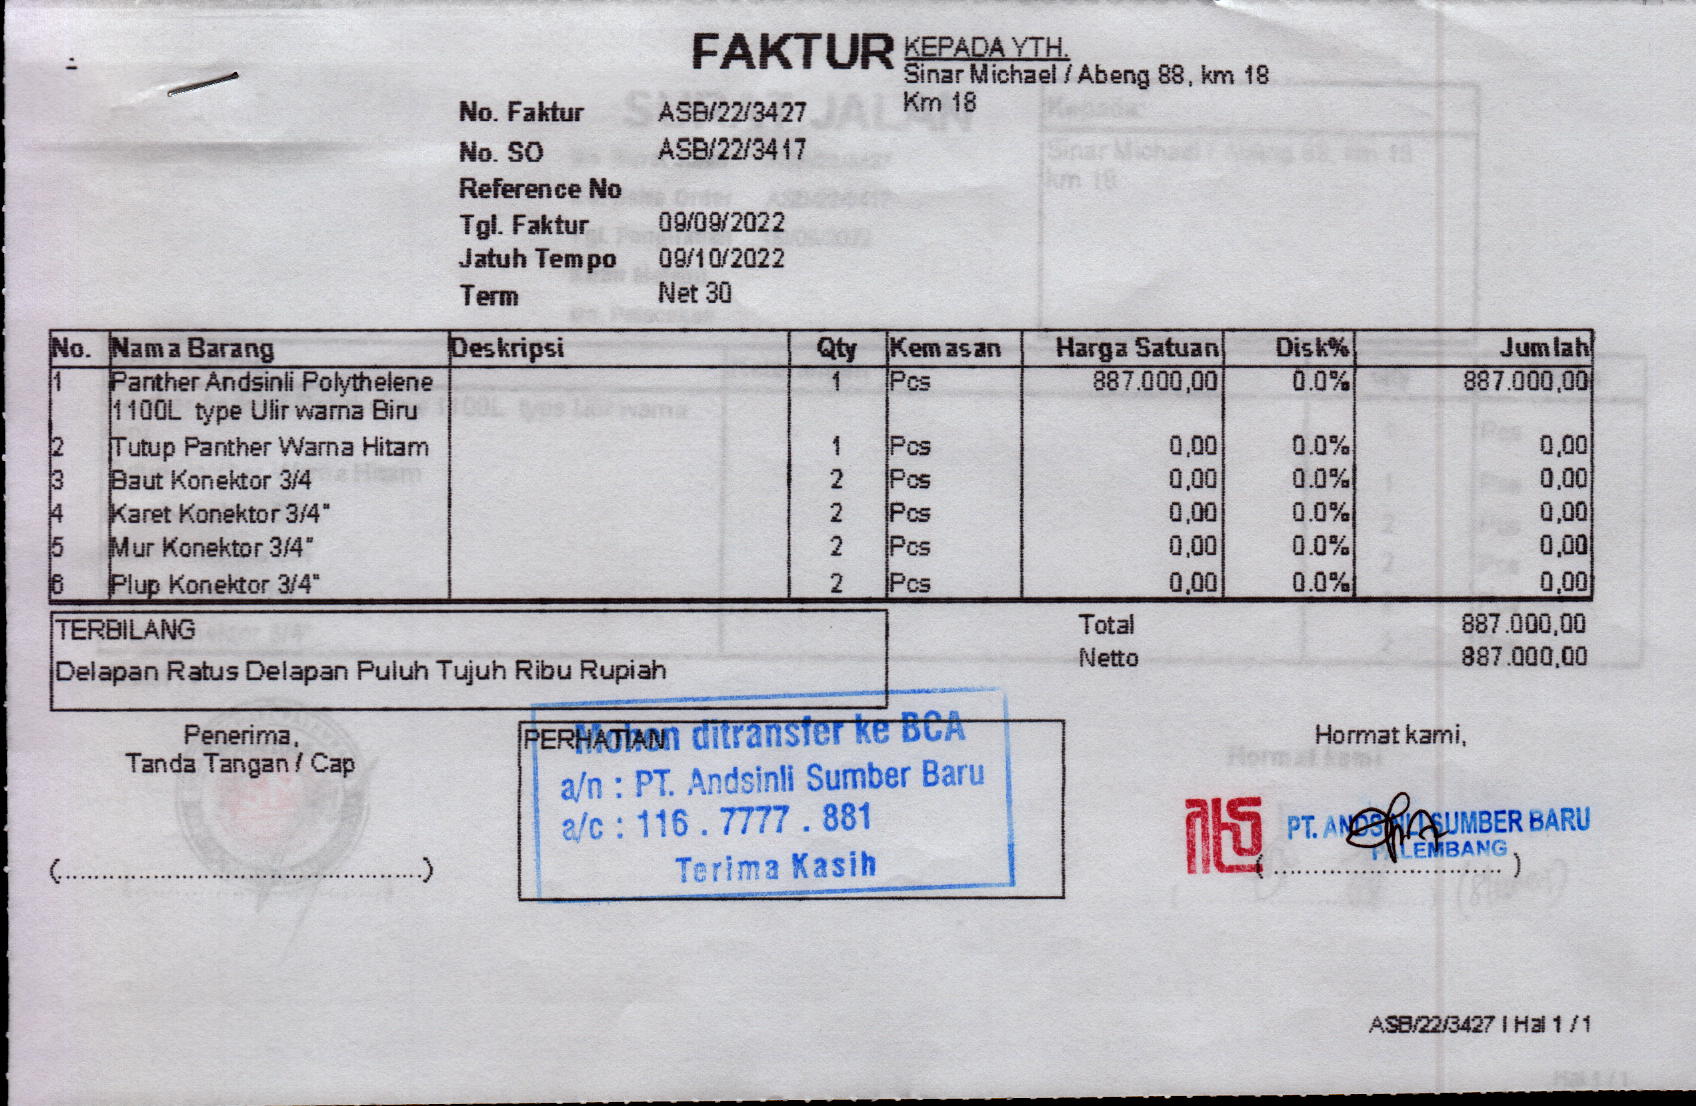 FAKTUR
KEPADA YTH.
Sinar Michael / Abeng 88, km 18
Km 18
No. Faktur ASB/22/3427
No. SO ASB/22/3417
Reference No
Tgl. Faktur 09/09/2022
Jatuh Tempo 09/10/2022
Term Net 30
No. Nama Barang Deskripsi Qty Kemasan Harga Satuan Disk% Jumlah
1 Panther Andsinli Polythelene 1 Pcs 887.000,00 0.0% 887.000,00
1100L type Ulir warna Biru
2 Tutup Panther Warna Hitam 1 Pcs 0,00 0.0% 0,00
3 Baut Konektor 3/4 2 Pcs 0,00 0.0% 0,00
4 Karet Konektor 3/4" 2 Pcs 0,00 0.0% 0,00
5 Mur Konektor 3/4" 2 Pcs 0,00 0.0% 0,00
6 Plup Konektor 3/4" 2 Pcs 0,00 0.0% 0,00
TERBILANG
Delapan Ratus Delapan Puluh Tujuh Ribu Rupiah
Total 887.000,00
Netto 887.000,00
Penerima,
Tanda Tangan / Cap
(.................................................)
PERHATIAN
Mohon ditransfer ke BCA
a/n : PT. Andsinli Sumber Baru
a/c : 116 . 7777 . 881
Terima Kasih
Hormat kami,
PT. ANDSINLI SUMBER BARU
PALEMBANG
(................................)
ASB/22/3427 | Hal 1 / 1